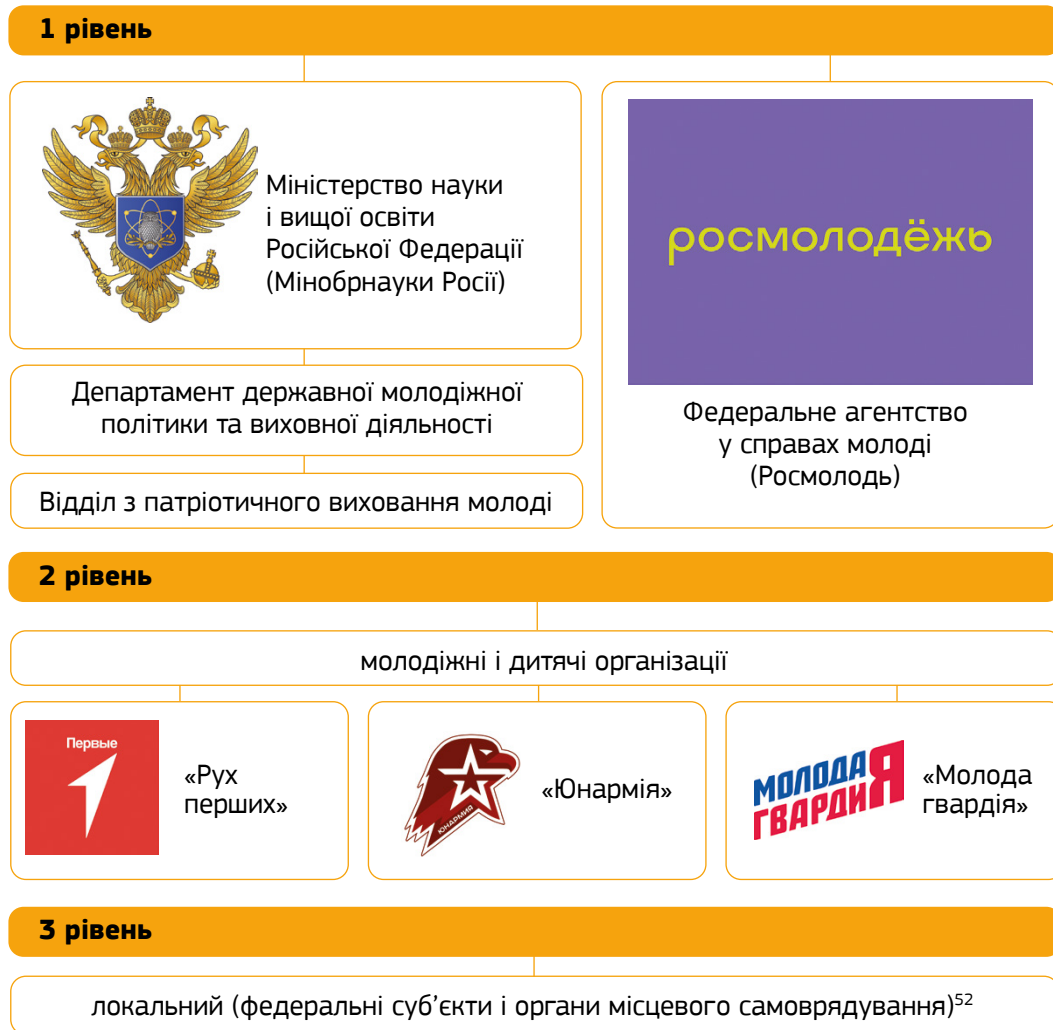 1 рівень
Міністерство науки
і вищої освіти
Російської Федерації
(Мінобрнауки Росії)
росмолодёжь
Департамент державної молодіжної
політики та виховної діяльності
Відділ з патріотичного виховання молоді
Федеральне агентство
у справах молоді
(Росмолодь)
2 рівень
молодіжні і дитячі організації
Первые
«Рух
перших»
ЮНАРМИЯ
«Юнармія»
МОЛОДАЯ
ГВАРДИЯ
«Молода
гвардія»
3 рівень
локальний (федеральні суб’єкти і органи місцевого самоврядування)52